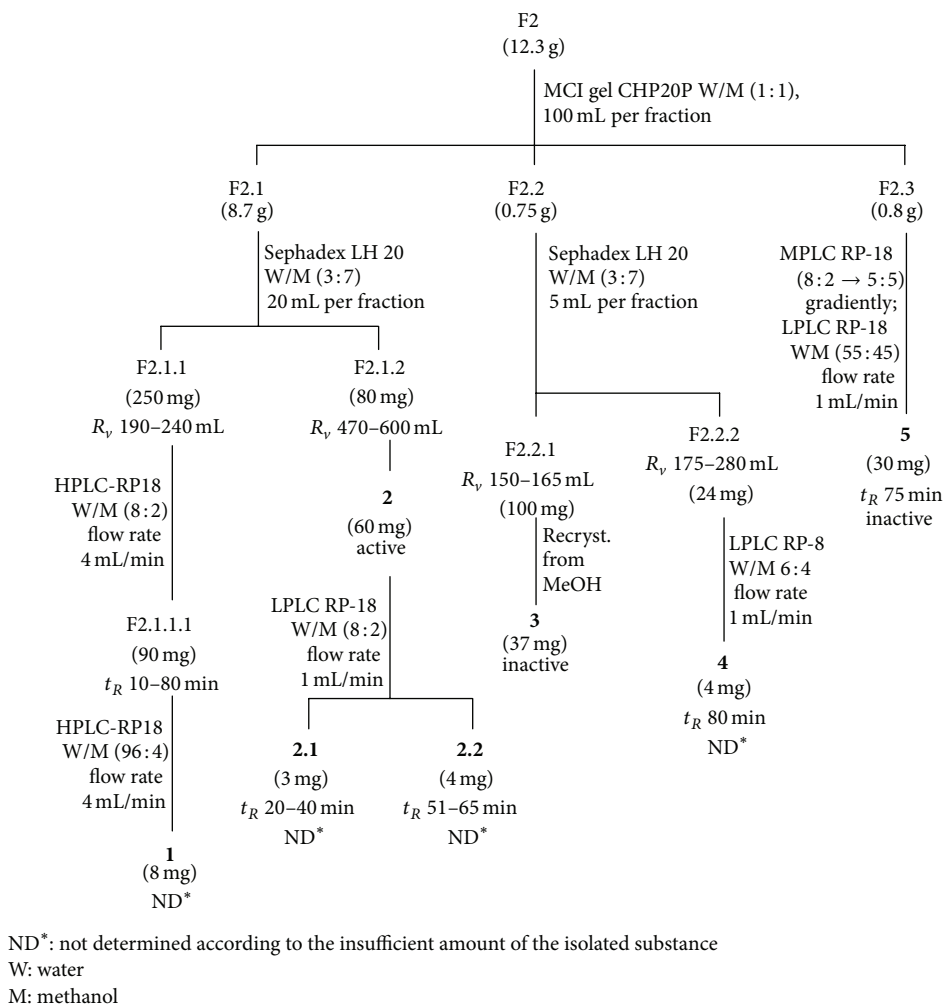 F2
(12.3 g)
MCI gel CHP20P W/M (1 : 1),
100 mL per fraction
F2.1
(8.7 g)
F2.2
(0.75 g)
F2.3
(0.8 g)
Sephadex LH 20
W/M (3 : 7)
20 mL per fraction
Sephadex LH 20
W/M (3 : 7)
5 mL per fraction
MPLC RP-18
(8 : 2 → 5 : 5)
gradiently;
LPLC RP-18
WM (55 : 45)
flow rate
1 mL/min
F2.1.1
(250 mg)
Rv 190–240 mL
F2.1.2
(80 mg)
Rv 470–600 mL
F2.2.1
Rv 150–165 mL
(100 mg)
F2.2.2
Rv 175–280 mL
(24 mg)
5
(30 mg)
tR 75 min
inactive
HPLC-RP18
W/M (8 : 2)
flow rate
4 mL/min
2
(60 mg)
active
Recryst.
from
MeOH
LPLC RP-8
W/M 6 : 4
flow rate
1 mL/min
F2.1.1.1
(90 mg)
tR 10–80 min
LPLC RP-18
W/M (8 : 2)
flow rate
1 mL/min
3
(37 mg)
inactive
4
(4 mg)
tR 80 min
ND*
HPLC-RP18
W/M (96 : 4)
flow rate
4 mL/min
2.1
(3 mg)
tR 20–40 min
ND*
2.2
(4 mg)
tR 51–65 min
ND*
1
(8 mg)
ND*
ND*: not determined according to the insufficient amount of the isolated substance
W: water
M: methanol